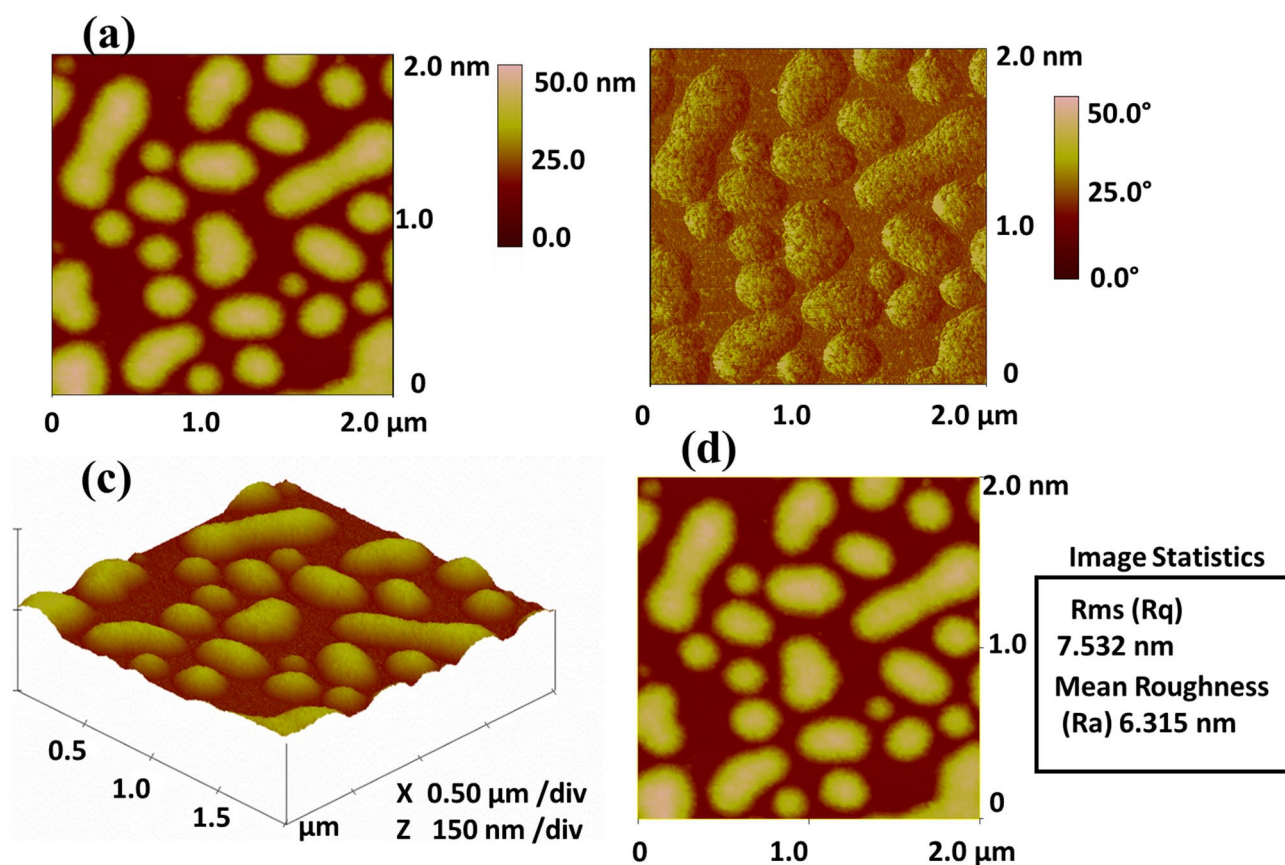 (a)
2.0 nm
50.0 nm
25.0
1.0
0.0
0
0 1.0 2.0 µm
2.0 nm
50.0°
25.0°
1.0
0.0°
0
0 1.0 2.0 µm
(c)
0.5
1.0
1.5
µm
X 0.50 µm /div
Z 150 nm /div
(d)
2.0 nm
1.0
0
0 1.0 2.0 µm
Image Statistics
Rms (Rq)
7.532 nm
Mean Roughness
(Ra) 6.315 nm